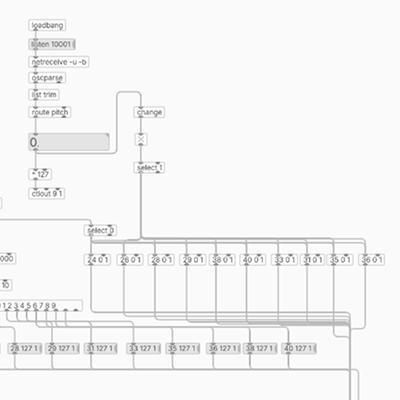 loadbang
listen 10001
netreceive -u -b
oscparse
list trim
route pitch
change
0.
select 1
* 127
ctlout 9 1
select 0
24 0 1 26 0 1 28 0 1 29 0 1 38 0 1 40 0 1 33 0 1 31 0 1 35 0 1 36 0 1
000
10
1 2 3 4 5 6 7 8 9
28 127 1 29 127 1 31 127 1 33 127 1 35 127 1 36 127 1 38 127 1 40 127 1